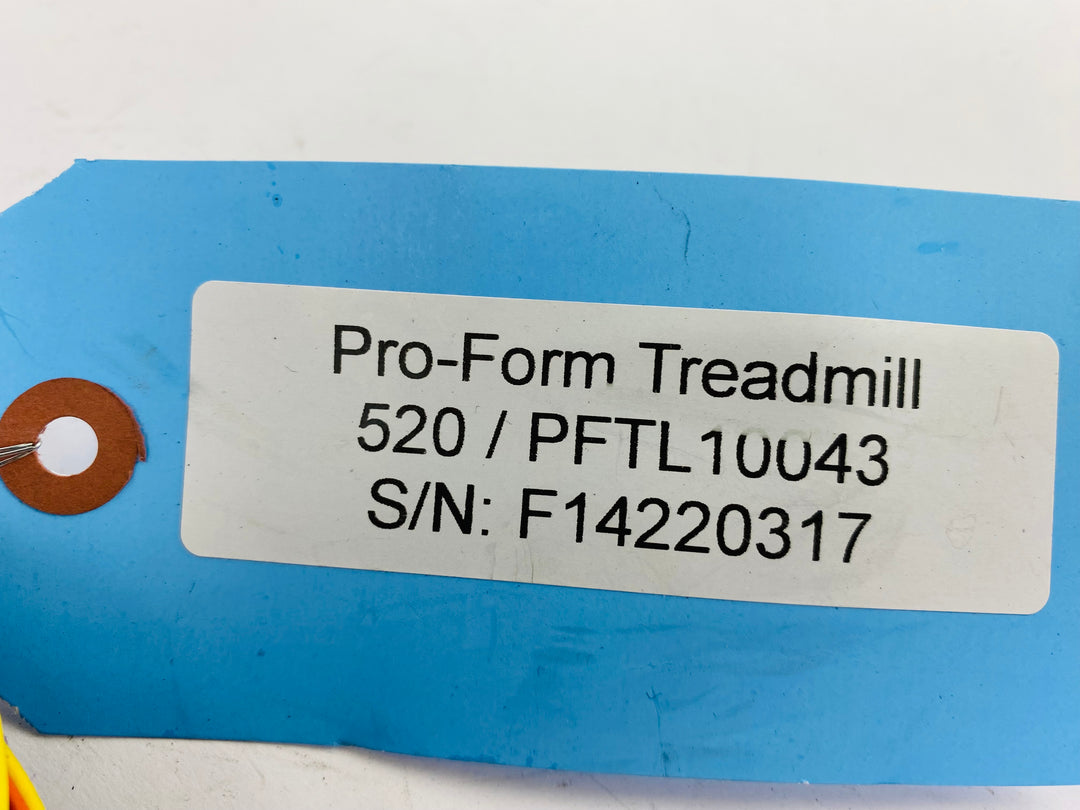 Pro-Form Treadmill
520 / PFTL10043
S/N: F14220317